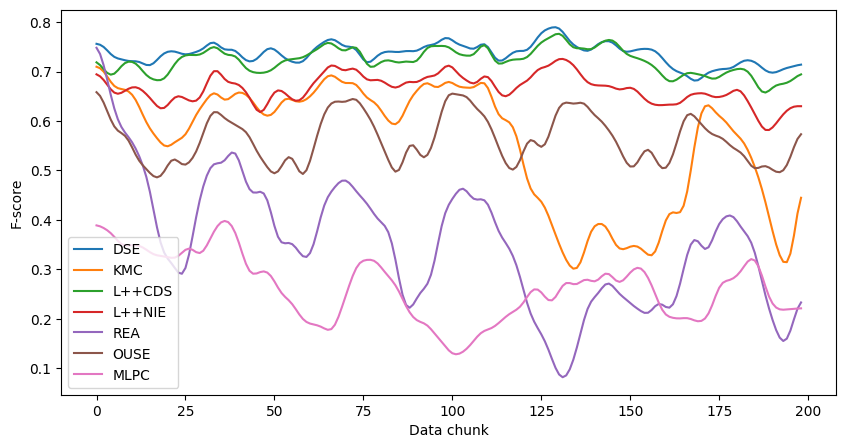 0.8
0.7
0.6
0.5
0.4
0.3
0.2
0.1
F-score
DSE
KMC
L++CDS
L++NIE
REA
OUSE
MLPC
0 25 50 75 100 125 150 175 200
Data chunk